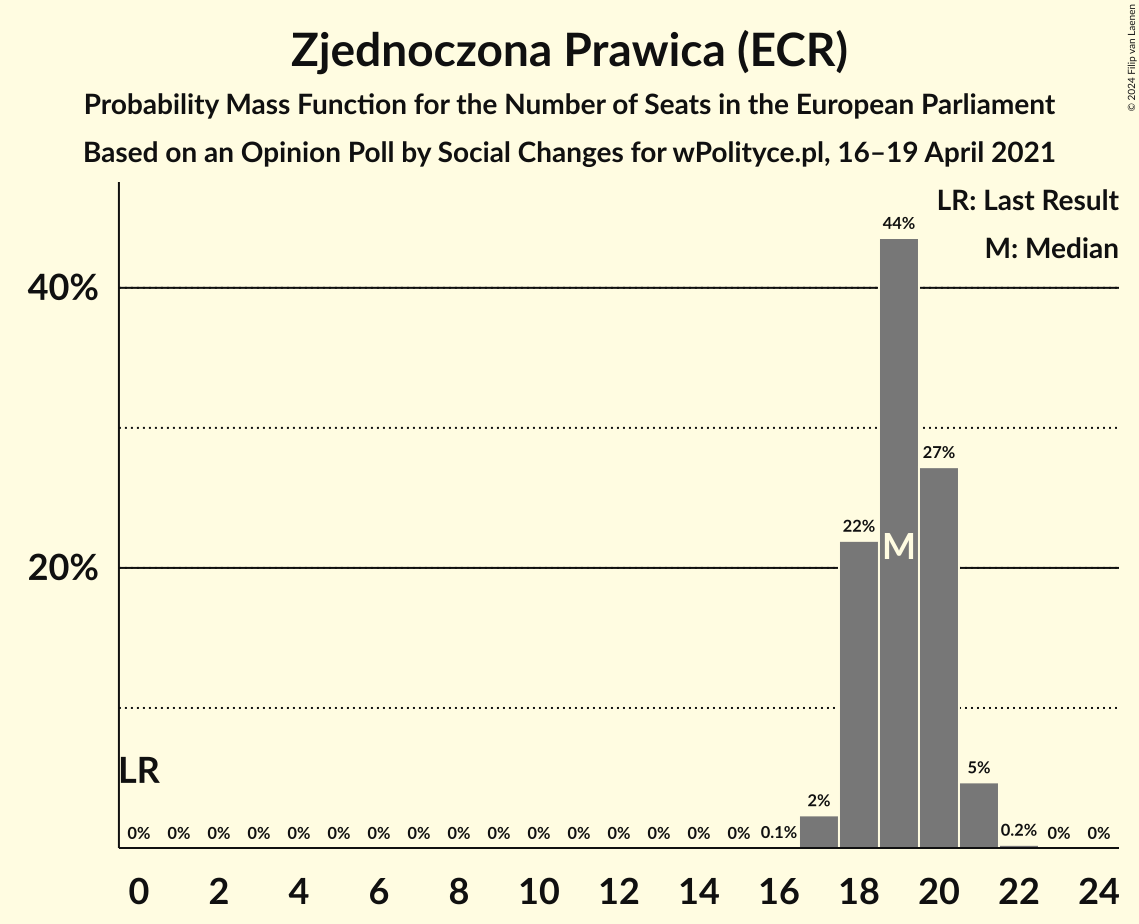 Zjednoczona Prawica (ECR)
Probability Mass Function for the Number of Seats in the European Parliament
Based on an Opinion Poll by Social Changes for wPolityce.pl, 16–19 April 2021
© 2024 Filip van Laenen
LR: Last Result
M: Median
40%
20%
44%
27%
22%
M
LR
5%
2%
0% 0% 0% 0% 0% 0% 0% 0% 0% 0% 0% 0% 0% 0% 0% 0% 0.1% 0.2% 0% 0%
0 2 4 6 8 10 12 14 16 18 20 22 24